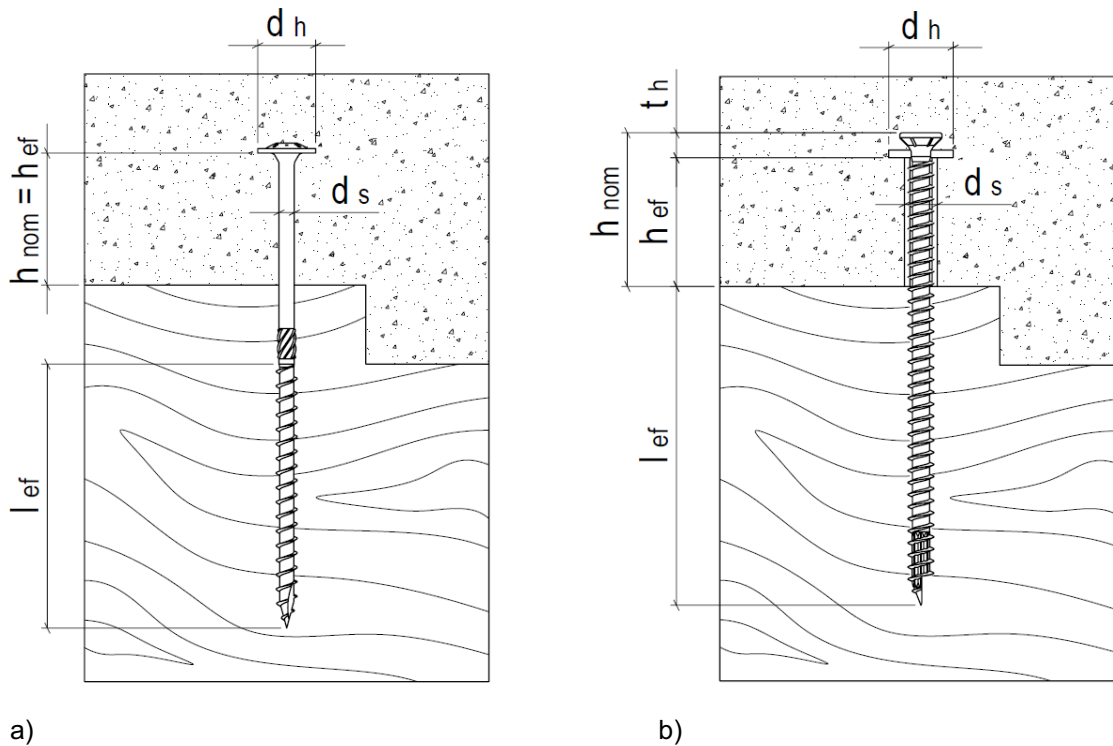 d h
d h
t h
h nom = h ef
d s
h nom
h ef
d s
l ef
l ef
a)
b)